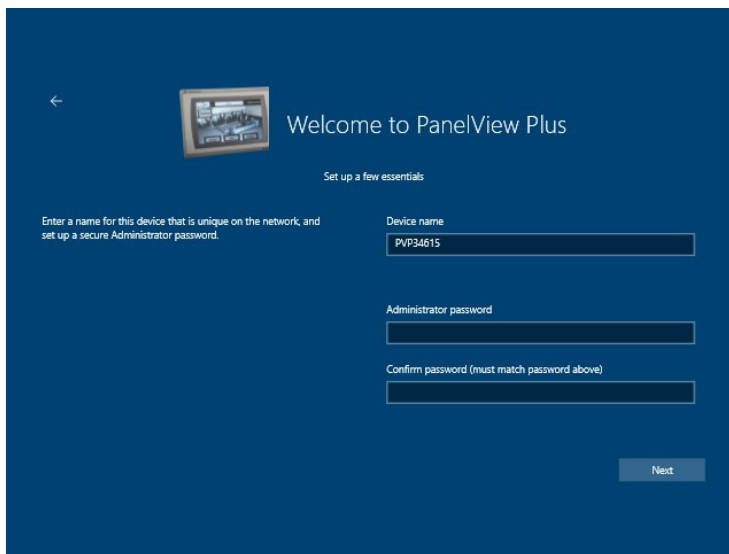 Welcome to PanelView Plus
Set up a few essentials
Enter a name for this device that is unique on the network, and
set up a secure Administrator password.
Device name
PVP34615
Administrator password
Confirm password (must match password above)
Next